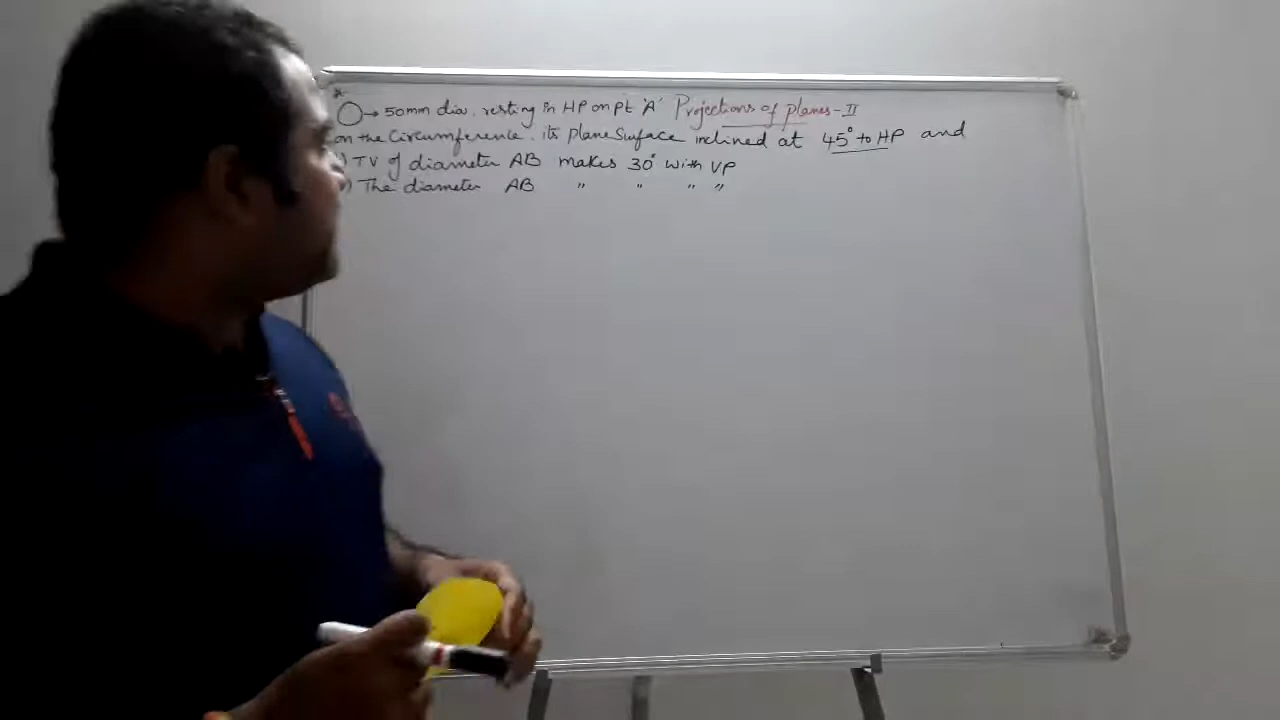 * ○→ 50mm dia. resting in HP on pt 'A' Projections of planes-II
on the circumference. its plane surface inclined at 45° to HP and
) TV of diameter AB makes 30° with VP
) The diameter AB " " " "